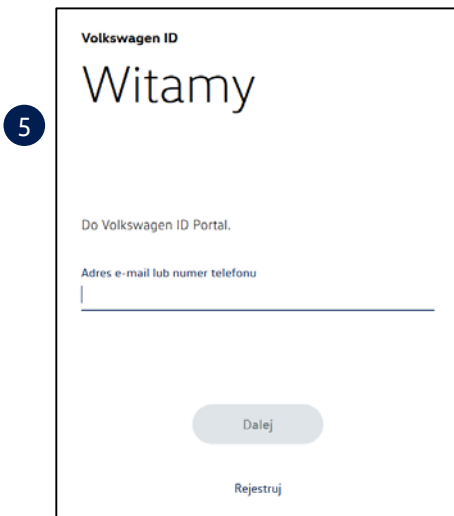 Volkswagen ID
Witamy
5
Do Volkswagen ID Portal.
Adres e-mail lub numer telefonu
Dalej
Rejestruj